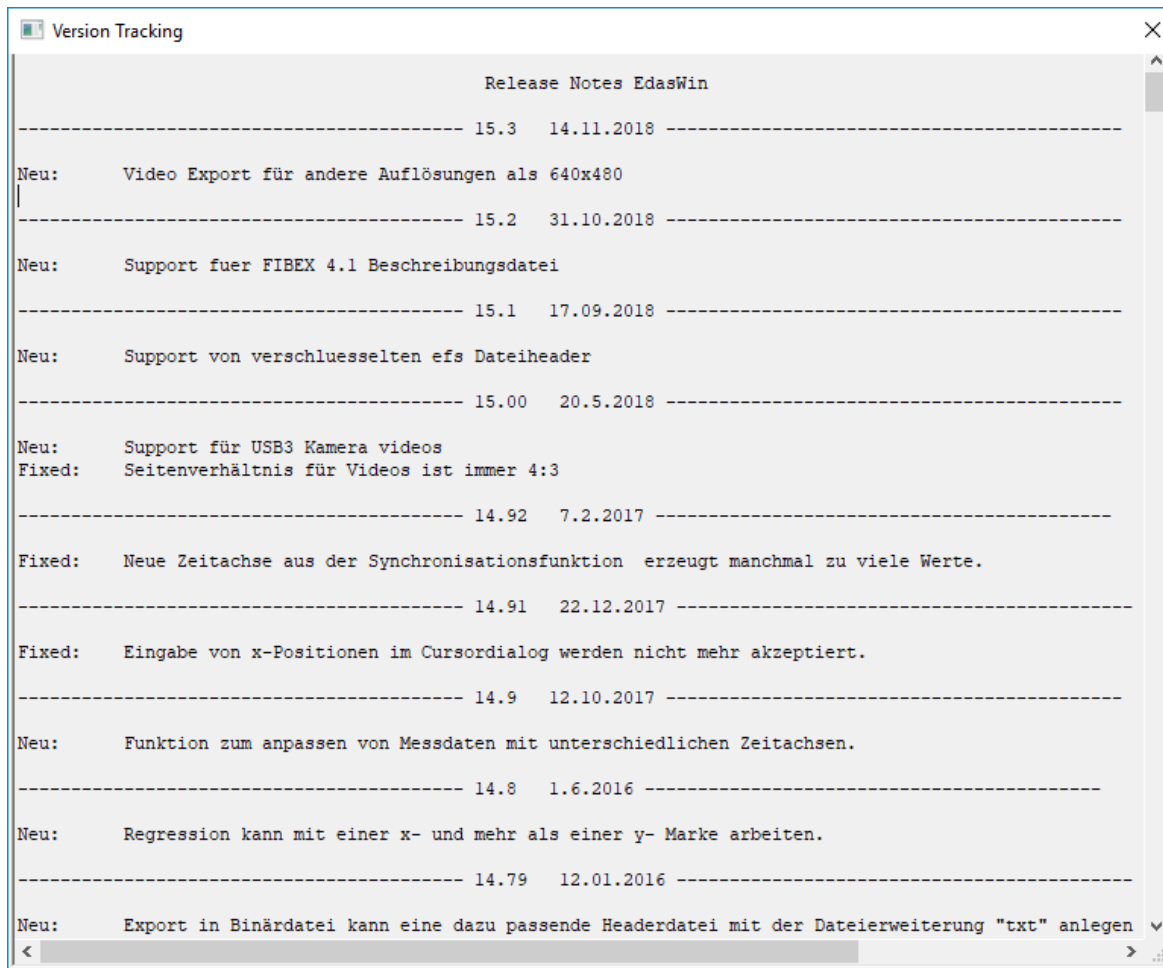 Version Tracking
Release Notes EdasWin
------------------------------------------ 15.3   14.11.2018 -------------------------------------------
Neu:      Video Export für andere Auflösungen als 640x480
------------------------------------------ 15.2   31.10.2018 -------------------------------------------
Neu:      Support fuer FIBEX 4.1 Beschreibungsdatei
------------------------------------------ 15.1   17.09.2018 -------------------------------------------
Neu:      Support von verschluesselten efs Dateiheader
------------------------------------------ 15.00   20.5.2018 -------------------------------------------
Neu:      Support für USB3 Kamera videos
Fixed:    Seitenverhältnis für Videos ist immer 4:3
------------------------------------------ 14.92   7.2.2017 -------------------------------------------
Fixed:    Neue Zeitachse aus der Synchronisationsfunktion  erzeugt manchmal zu viele Werte.
------------------------------------------ 14.91   22.12.2017 -------------------------------------------
Fixed:    Eingabe von x-Positionen im Cursordialog werden nicht mehr akzeptiert.
------------------------------------------ 14.9   12.10.2017 -------------------------------------------
Neu:      Funktion zum anpassen von Messdaten mit unterschiedlichen Zeitachsen.
------------------------------------------ 14.8   1.6.2016 -------------------------------------------
Neu:      Regression kann mit einer x- und mehr als einer y- Marke arbeiten.
------------------------------------------ 14.79   12.01.2016 -------------------------------------------
Neu:      Export in Binärdatei kann eine dazu passende Headerdatei mit der Dateierweiterung "txt" anlegen